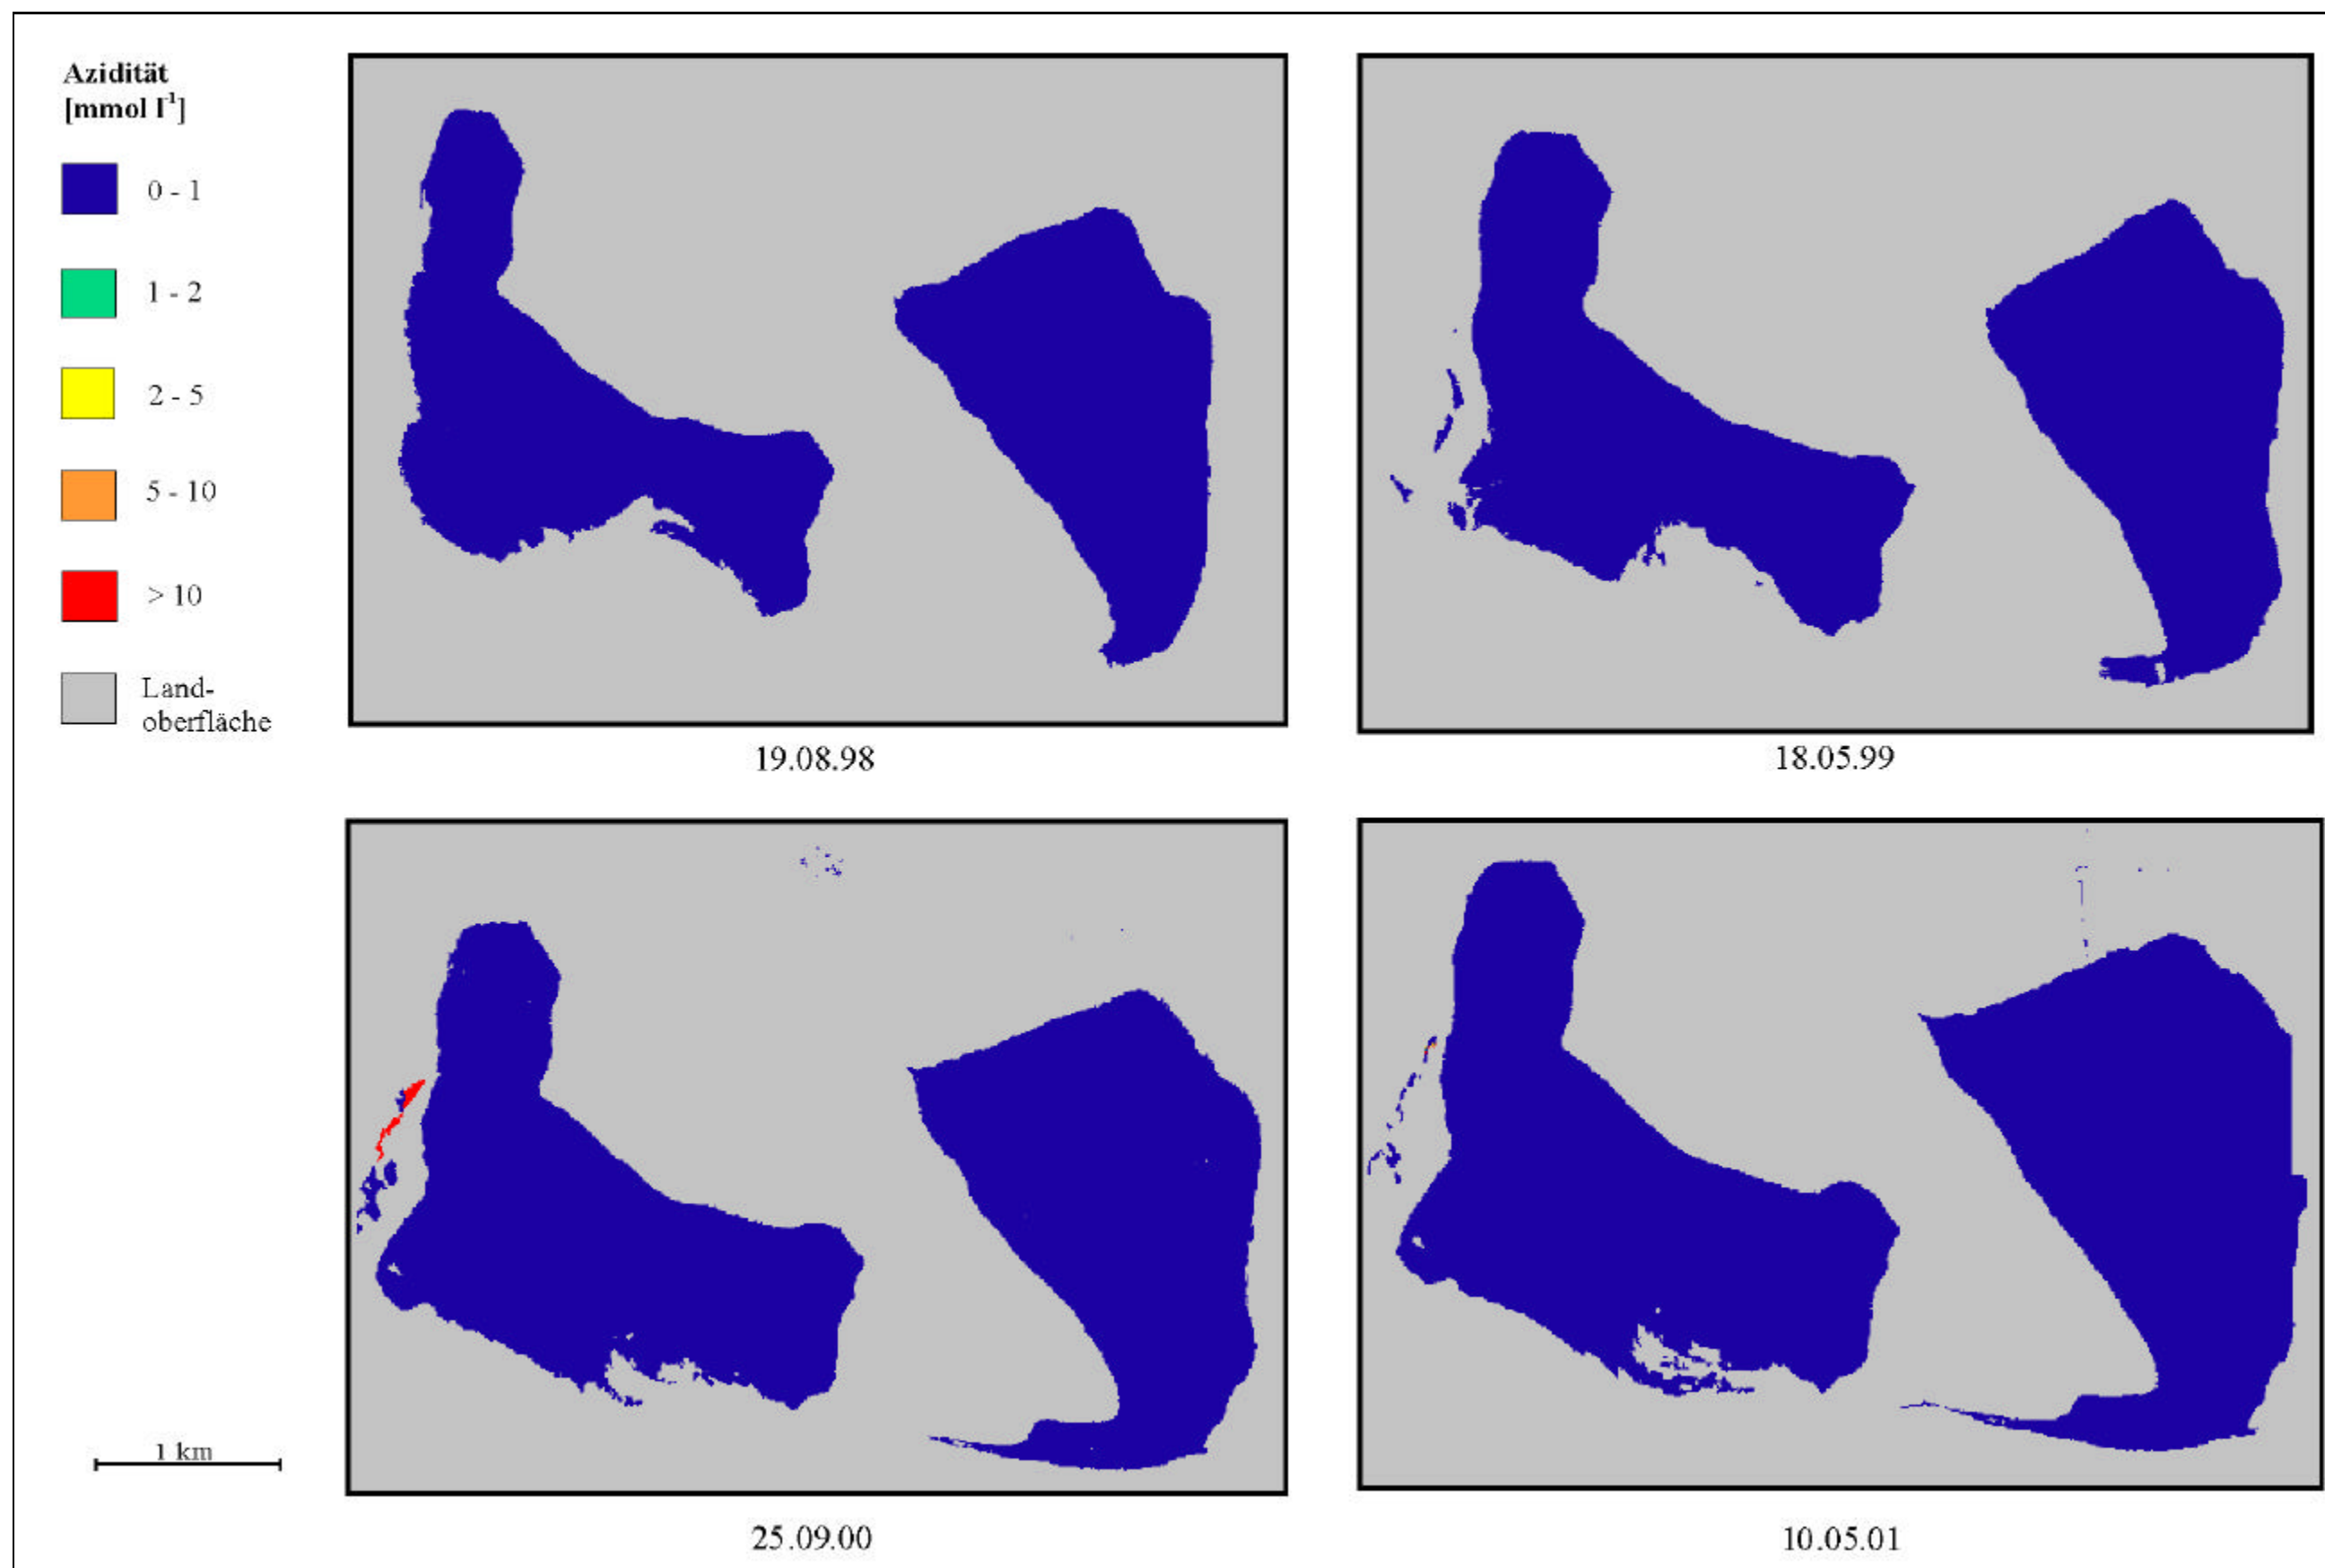 Azidität
[mmol l⁻¹]
0 - 1
1 - 2
2 - 5
5 - 10
> 10
Land-
oberfläche
19.08.98
18.05.99
1 km
25.09.00
10.05.01